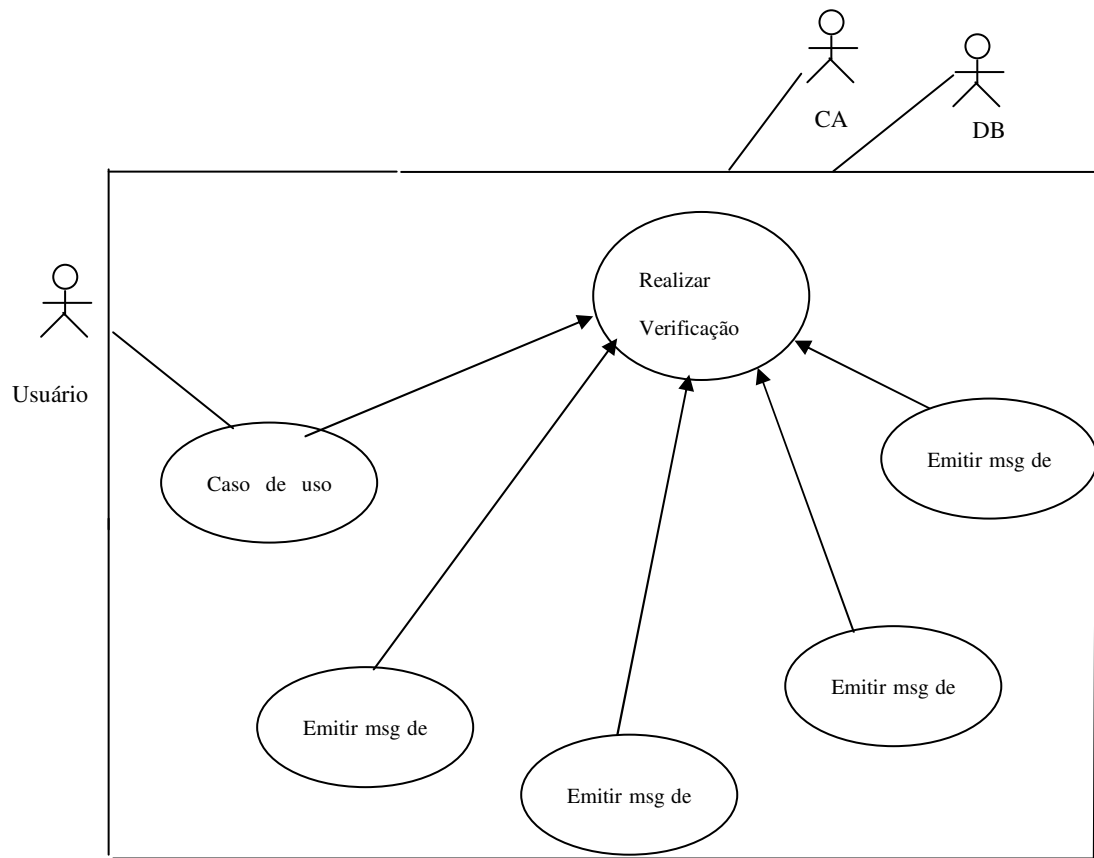 CA
DB
Realizar
Verificação
Usuário
Emitir msg de
Caso de uso
Emitir msg de
Emitir msg de
Emitir msg de